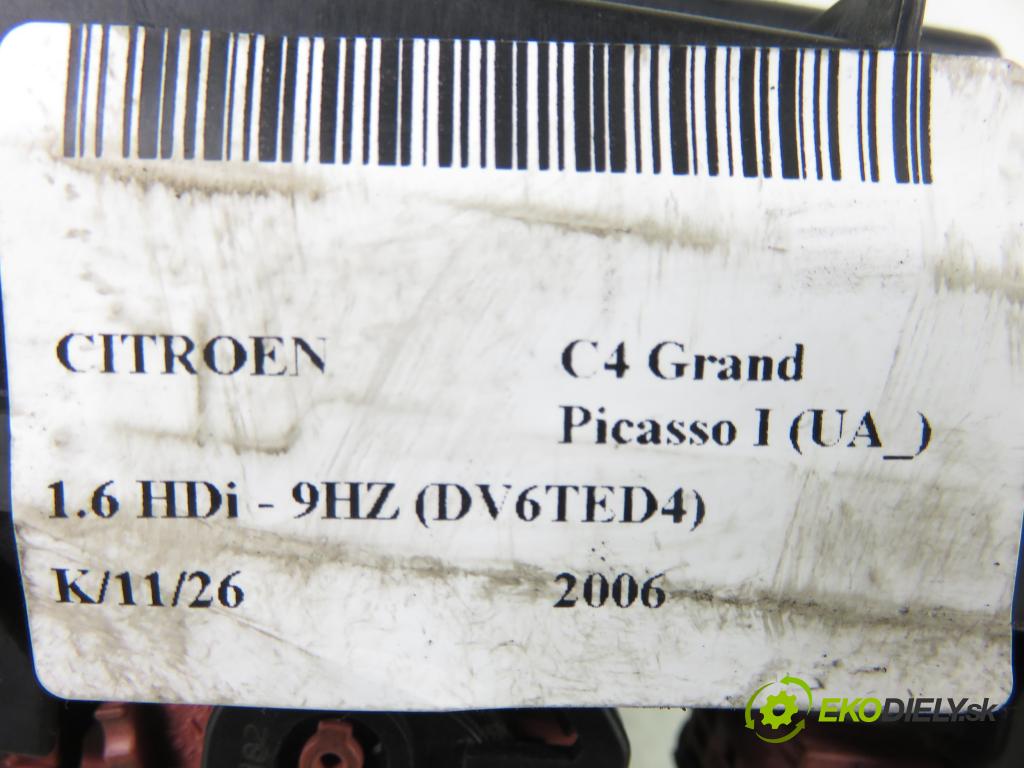 CITROEN C4 Grand
Picasso I (UA_)
1.6 HDi - 9HZ (DV6TED4)
K/11/26 2006
EKODIELY.sk